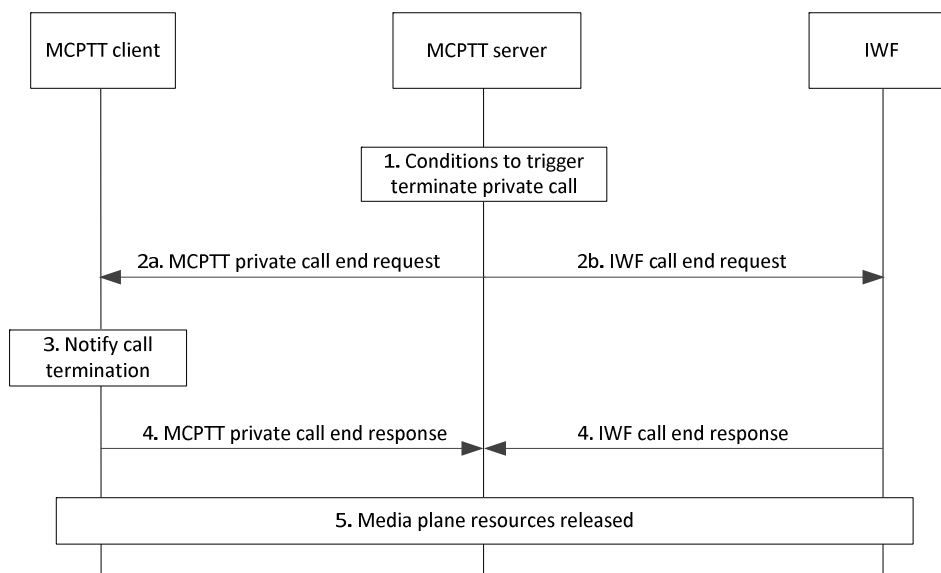 MCPTT client
MCPTT server
IWF
1. Conditions to trigger
terminate private call
2a. MCPTT private call end request
2b. IWF call end request
3. Notify call
termination
4. MCPTT private call end response
4. IWF call end response
5. Media plane resources released